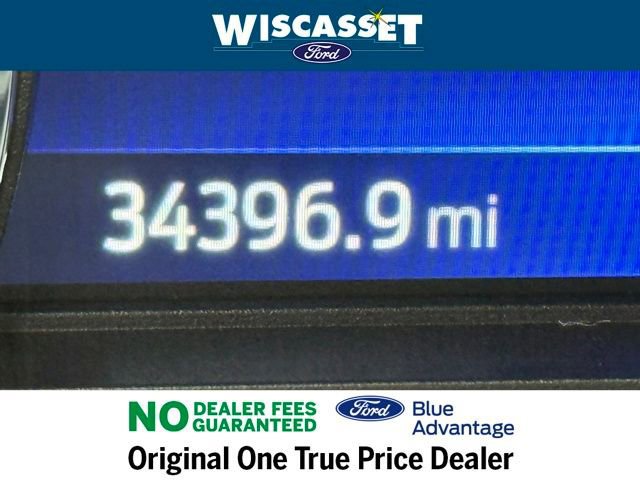 WISCASSET
Ford
34396.9 mi
NO DEALER FEES
GUARANTEED
Ford Blue
Advantage
Original One True Price Dealer